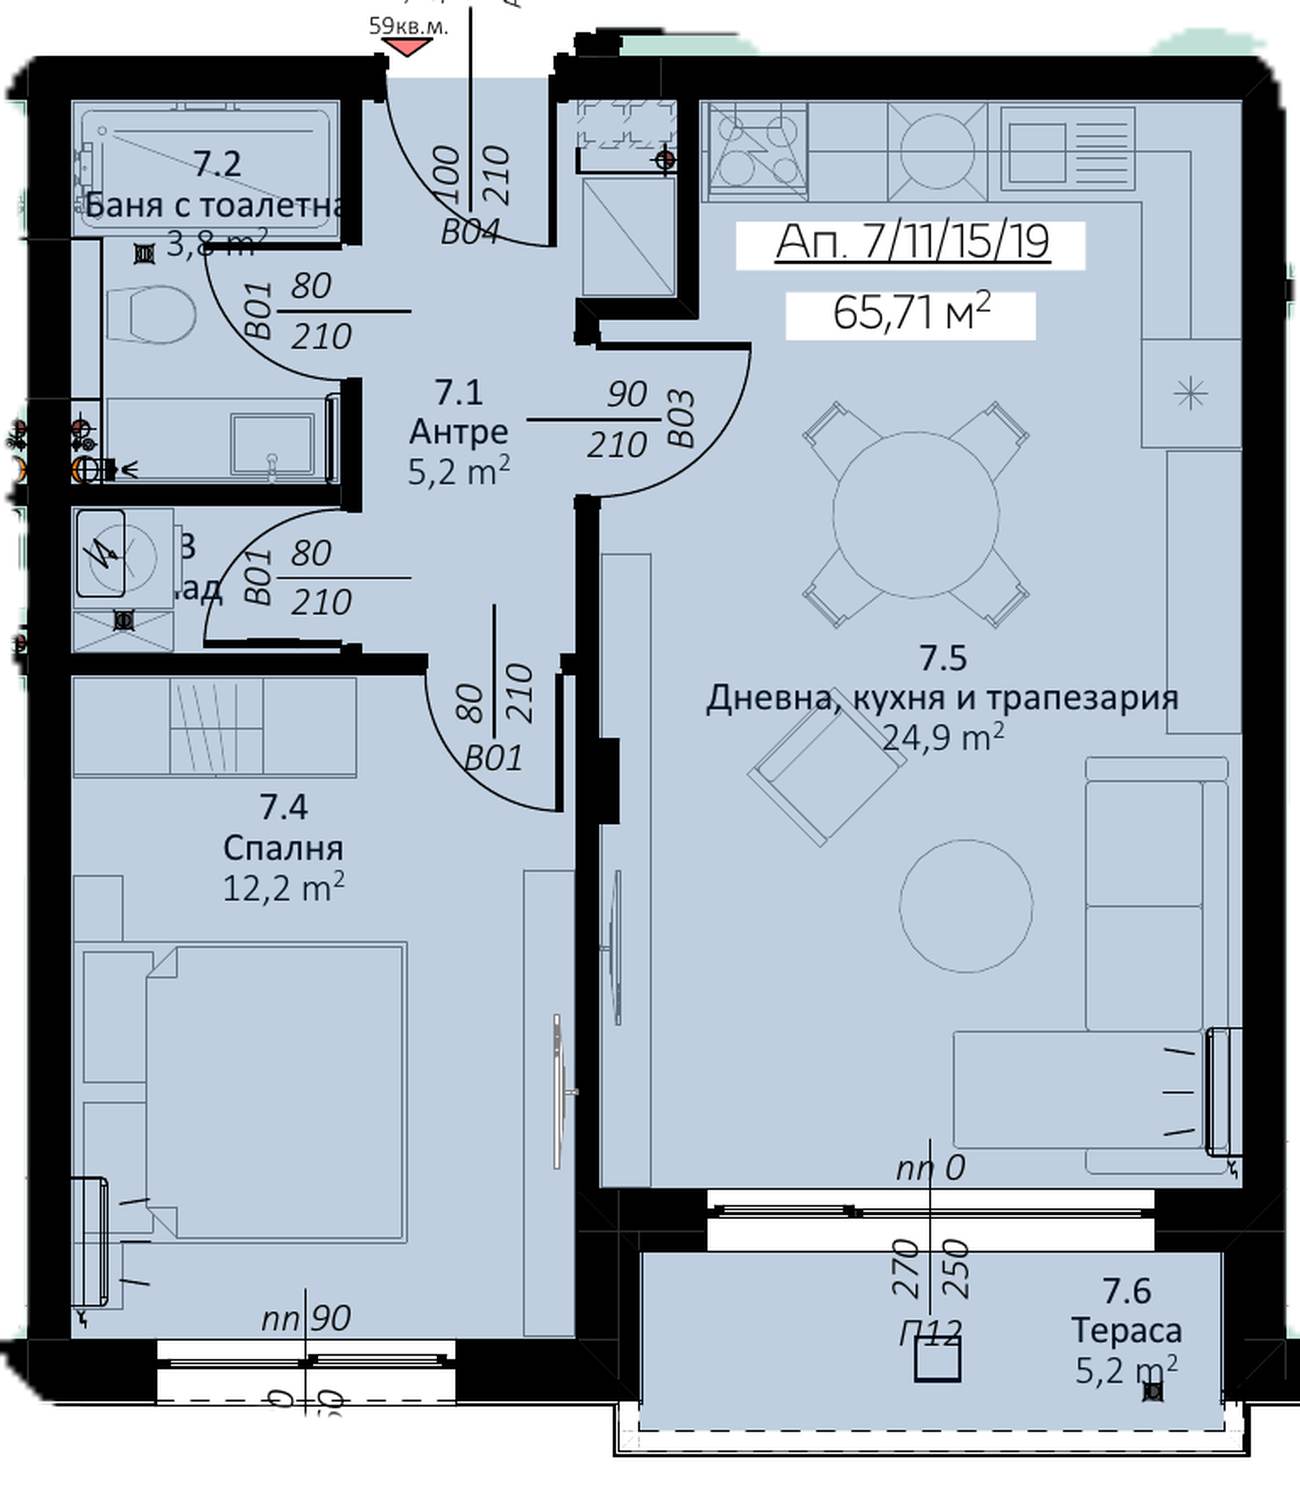 59кв.м.
100
210
В04
7.2
Баня с тоалетна
3,8 m²
В01
80
210
Ап. 7/11/15/19
65,71 м²
7.1
Антре
5,2 m²
90
210
В03
В01
80
210
80
210
В01
7.5
Дневна, кухня и трапезария
24,9 m²
7.4
Спалня
12,2 m²
пп 0
270
250
П12
7.6
Тераса
5,2 m²
пп 90